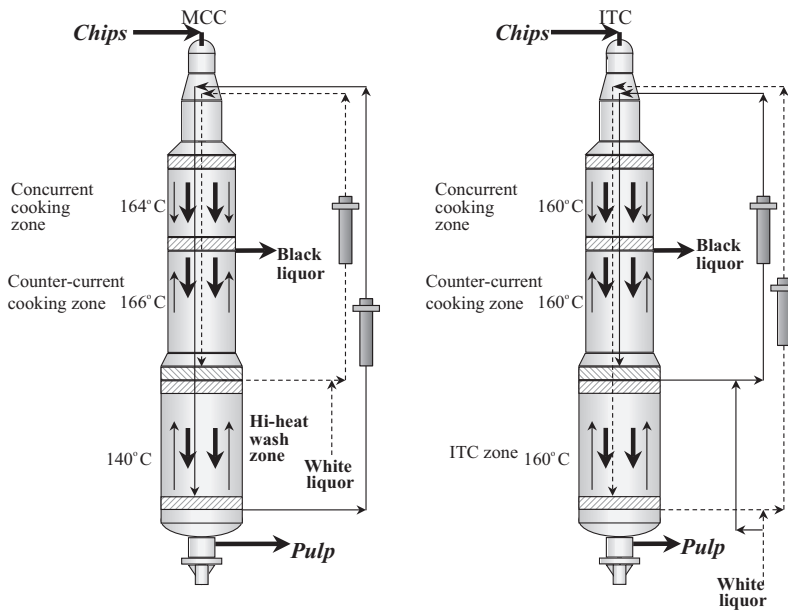 MCC
Chips
Concurrent
cooking
zone
164°C
Black
liquor
Counter-current
cooking zone
166°C
Hi-heat
wash
zone
140°C
White
liquor
Pulp
ITC
Chips
Concurrent
cooking
zone
160°C
Black
liquor
Counter-current
cooking zone
160°C
ITC zone
160°C
Pulp
White
liquor